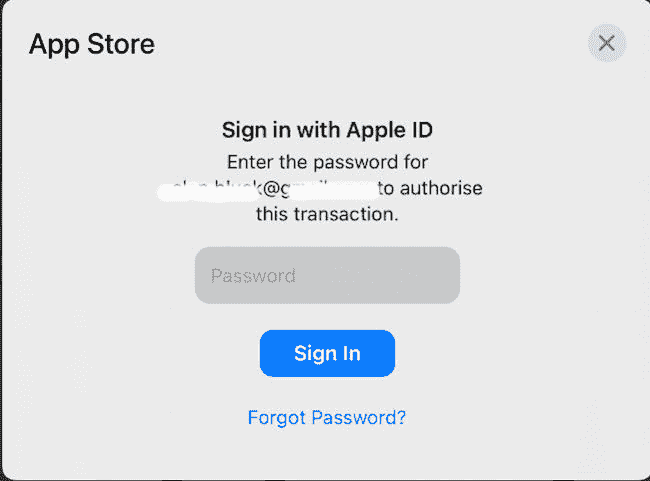 App Store
Sign in with Apple ID
Enter the password for
to authorise
this transaction.
Password
Sign In
Forgot Password?